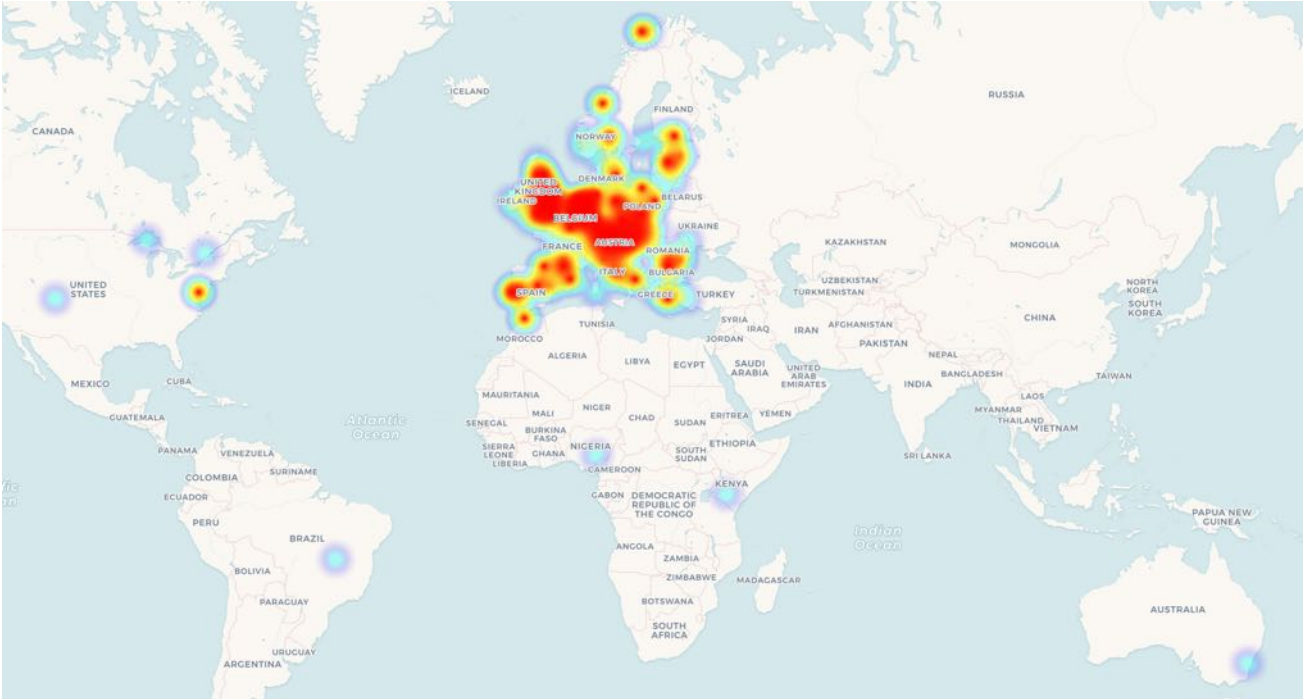 ICELAND
RUSSIA
FINLAND
CANADA
NORWAY
DENMARK
UNITED
KINGDOM
IRELAND
BELARUS
POLAND
BELGIUM
UKRAINE
AUSTRIA
FRANCE
ROMANIA
KAZAKHSTAN
MONGOLIA
ITALY
BULGARIA
UZBEKISTAN
TURKMENISTAN
NORTH
KOREA
UNITED
STATES
SPAIN
GREECE
TURKEY
SOUTH
KOREA
CHINA
TUNISIA
SYRIA
IRAQ
IRAN
AFGHANISTAN
MOROCCO
JORDAN
PAKISTAN
ALGERIA
LIBYA
EGYPT
SAUDI
ARABIA
UNITED
ARAB
EMIRATES
NEPAL
BANGLADESH
TAIWAN
MEXICO
CUBA
INDIA
MAURITANIA
LAOS
MYANMAR
THAILAND
VIETNAM
GUATEMALA
Atlantic
Ocean
MALI
NIGER
CHAD
SUDAN
ERITREA
YEMEN
SENEGAL
BURKINA
FASO
NIGERIA
ETHIOPIA
PANAMA
VENEZUELA
SIERRA
LEONE
GHANA
LIBERIA
SOUTH
SUDAN
SRI LANKA
COLOMBIA
SURINAME
CAMEROON
KENYA
ECUADOR
GABON
DEMOCRATIC
REPUBLIC OF
THE CONGO
PAPUA NEW
GUINEA
PERU
BRAZIL
Indian
Ocean
ANGOLA
ZAMBIA
BOLIVIA
ZIMBABWE
MADAGASCAR
PARAGUAY
BOTSWANA
AUSTRALIA
SOUTH
AFRICA
URUGUAY
ARGENTINA